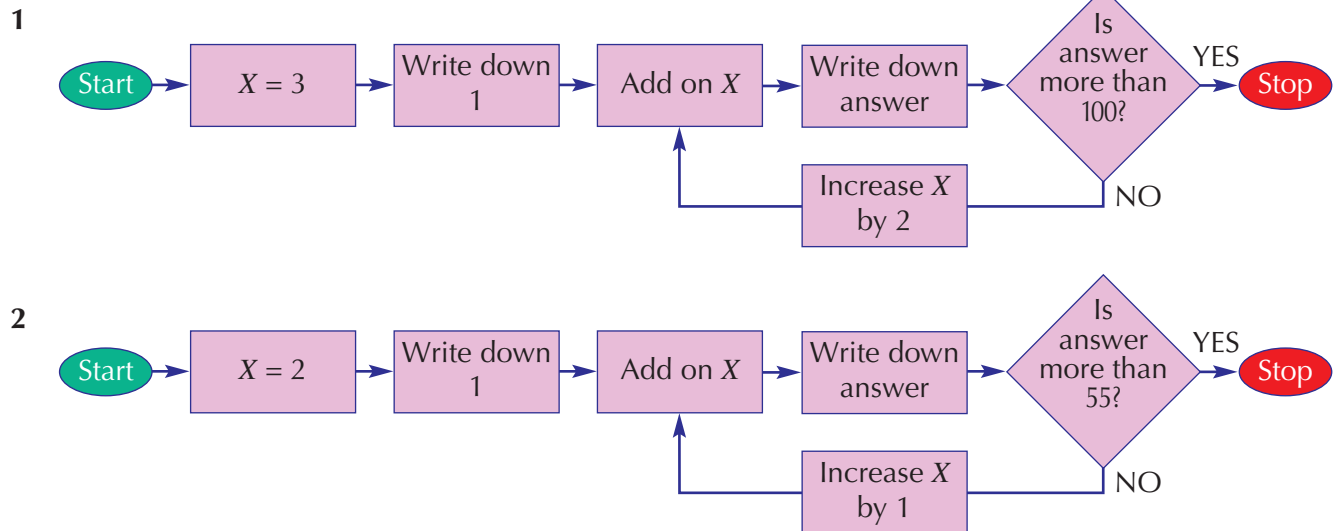 1
Start
X = 3
Write down
1
Add on X
Write down
answer
Is
answer
more than
100?
YES
Stop
NO
Increase X
by 2
2
Start
X = 2
Write down
1
Add on X
Write down
answer
Is
answer
more than
55?
YES
Stop
NO
Increase X
by 1